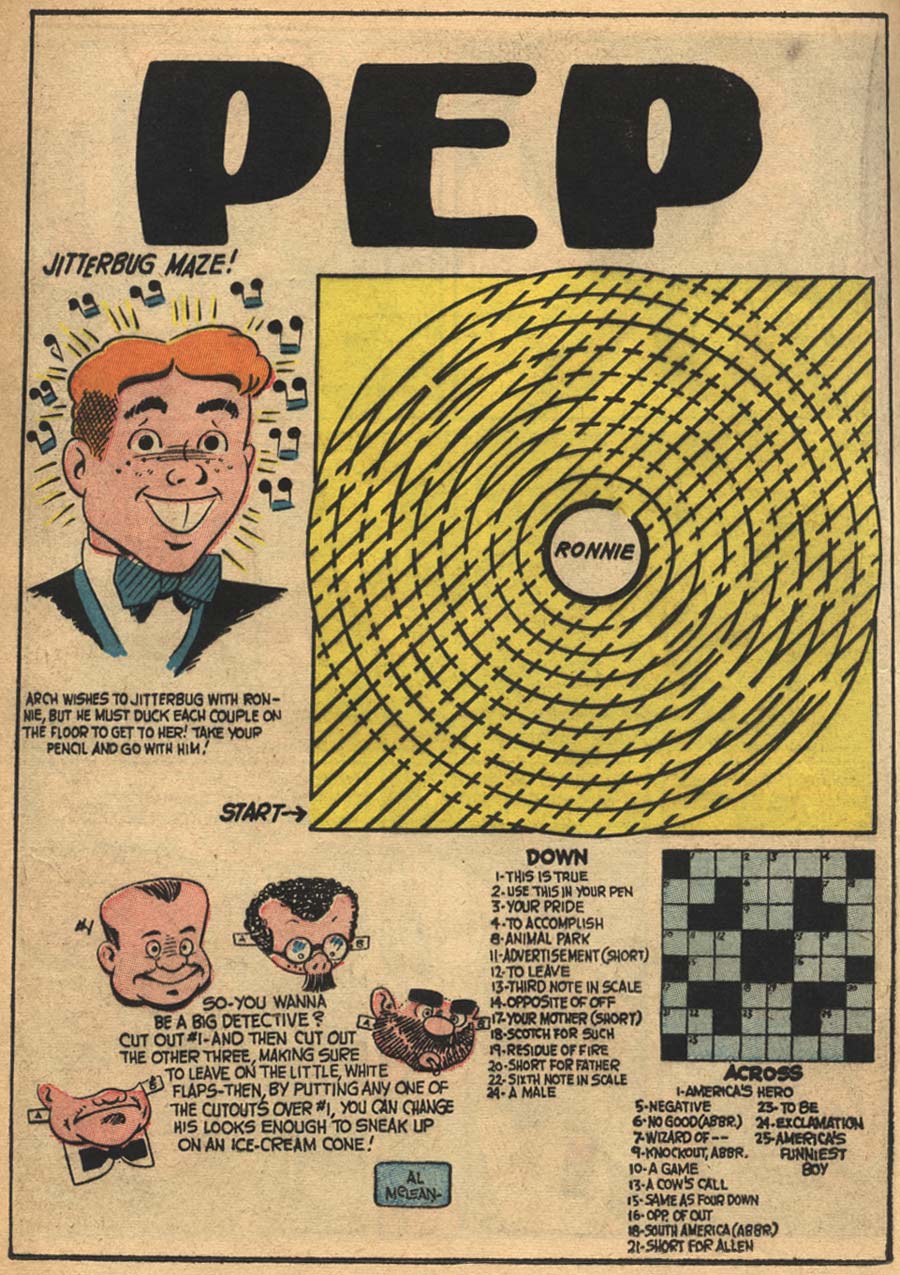 PEP
JITTERBUG MAZE!
RONNIE
ARCH WISHES TO JITTERBUG WITH RON-
NIE, BUT HE MUST DUCK EACH COUPLE ON
THE FLOOR TO GET TO HER! TAKE YOUR
PENCIL AND GO WITH HIM!
START→
#1
A
B
A
B
A
B
SO-YOU WANNA
BE A BIG DETECTIVE?
CUT OUT #1-AND THEN CUT OUT
THE OTHER THREE, MAKING SURE
TO LEAVE ON THE LITTLE, WHITE
FLAPS-THEN, BY PUTTING ANY ONE OF
THE CUTOUTS OVER #1, YOU CAN CHANGE
HIS LOOKS ENOUGH TO SNEAK UP
ON AN ICE-CREAM CONE!
AL
McLEAN-
DOWN
1-THIS IS TRUE
2-USE THIS IN YOUR PEN
3-YOUR PRIDE
4-TO ACCOMPLISH
8-ANIMAL PARK
11-ADVERTISEMENT (SHORT)
12-TO LEAVE
13-THIRD NOTE IN SCALE
14-OPPOSITE OF OFF
17-YOUR MOTHER (SHORT)
18-SCOTCH FOR SUCH
19-RESIDUE OF FIRE
20-SHORT FOR FATHER
22-SIXTH NOTE IN SCALE
24-A MALE
ACROSS
1-AMERICA'S HERO
5-NEGATIVE
6-NO GOOD (ABBR.)
7-WIZARD OF --
9-KNOCKOUT, ABBR.
10-A GAME
13-A COW'S CALL
15-SAME AS FOUR DOWN
16-OPP. OF OUT
18-SOUTH AMERICA (ABBR.)
21-SHORT FOR ALLEN
23-TO BE
24-EXCLAMATION
25-AMERICA'S
FUNNIEST
BOY